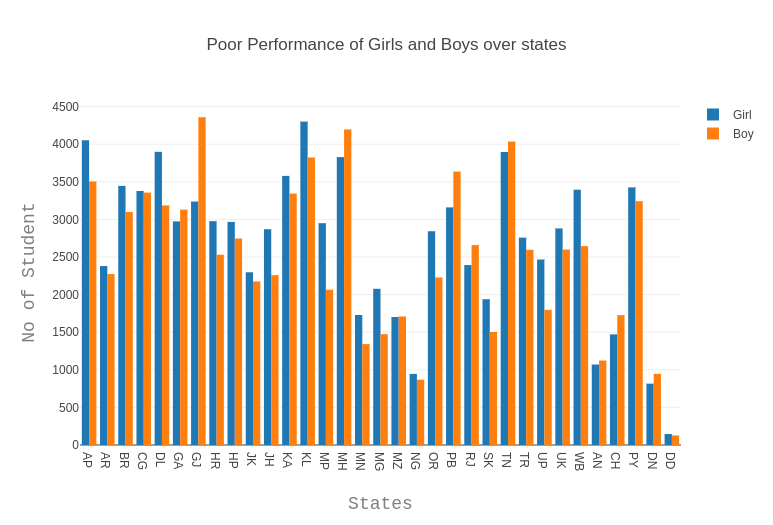 Poor Performance of Girls and Boys over states
Girl
Boy
4500
4000
3500
3000
2500
2000
1500
1000
500
0
No of Student
AP AR BR CG DL GA GJ HR HP JK JH KA KL MP MH MN MG MZ NG OR PB RJ SK TN TR UP UK WB AN CH PY DN DD
States